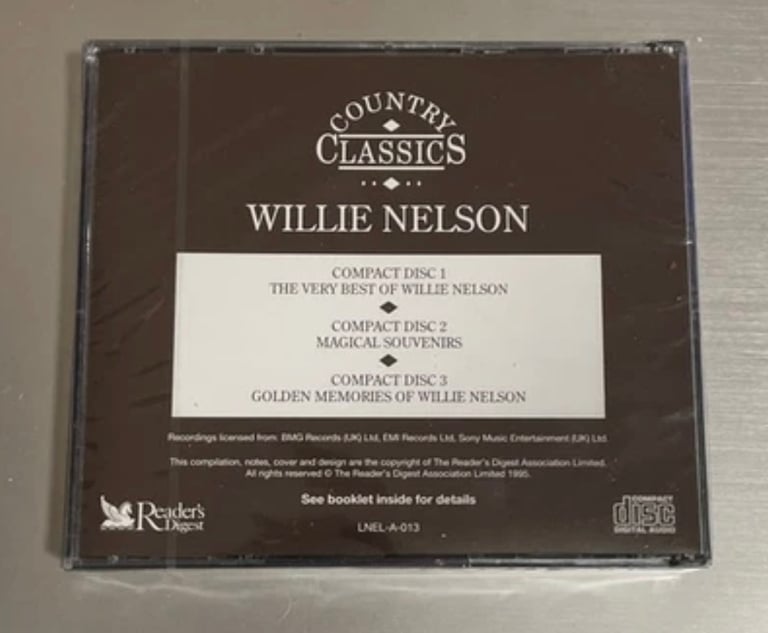 COUNTRY
CLASSICS
WILLIE NELSON
COMPACT DISC 1
THE VERY BEST OF WILLIE NELSON
COMPACT DISC 2
MAGICAL SOUVENIRS
COMPACT DISC 3
GOLDEN MEMORIES OF WILLIE NELSON
Recordings licensed from: BMG Records (UK) Ltd, EMI Records Ltd, Sony Music Entertainment (UK) Ltd.
This compilation, notes, cover and design are the copyright of The Reader's Digest Association Limited.
All rights reserved © The Reader's Digest Association Limited 1995.
See booklet inside for details
Reader's
Digest
LNEL-A-013
COMPACT
disc
DIGITAL AUDIO